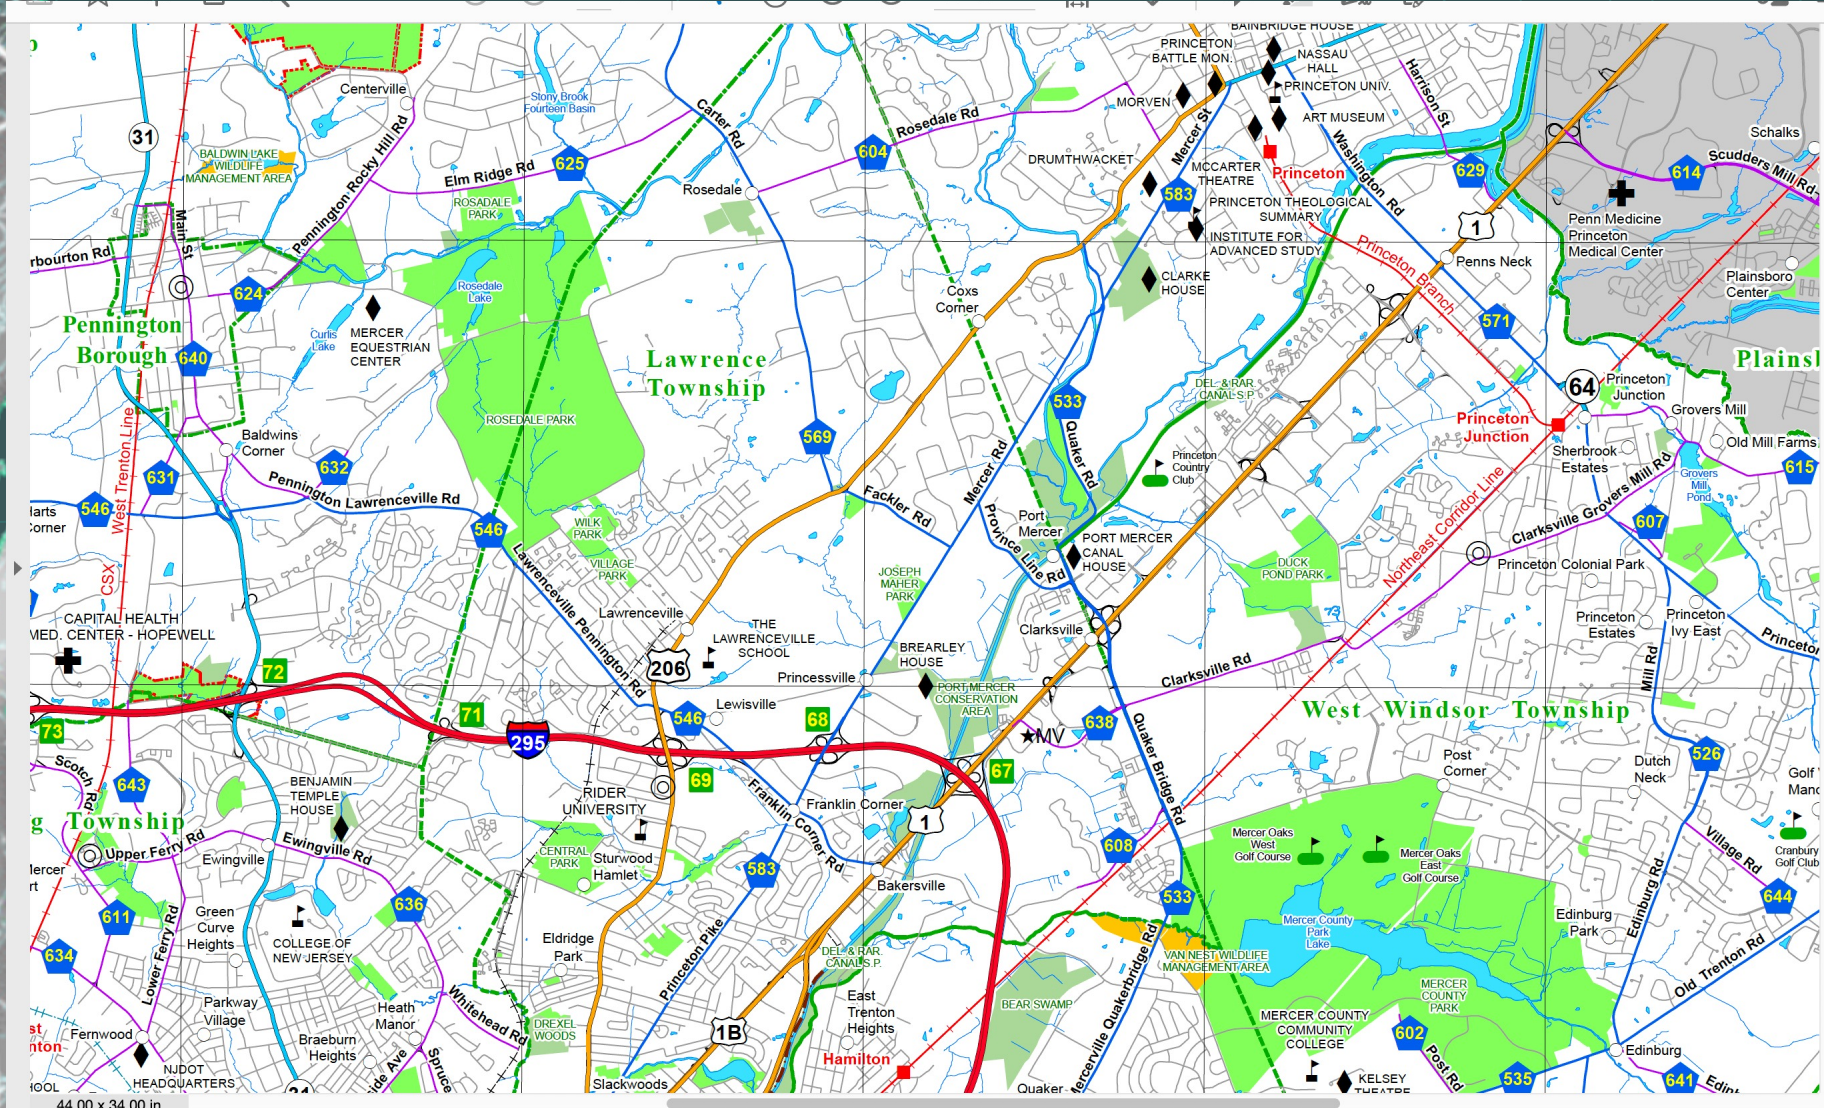 BAINBRIDGE HOUSE
PRINCETON
BATTLE MON.
NASSAU
HALL
PRINCETON UNIV.
MORVEN
ART MUSEUM
Harrison St
Centerville
Stony Brook
Fourteen Basin
Carter Rd
Rosedale Rd
604
Mercer St
DRUMTHWACKET
MCCARTER
THEATRE
Princeton
Washington Rd
629
614
Scudders Mill Rd
Schalks
31
BALDWIN LAKE
WILDLIFE
MANAGEMENT AREA
Pennington Rocky Hill Rd
Elm Ridge Rd
625
Rosedale
ROSADALE
PARK
583
PRINCETON THEOLOGICAL
SUMMARY
INSTITUTE FOR
ADVANCED STUDY
1
Penn Medicine
Princeton
Medical Center
Main St
rbourton Rd
624
Rosedale
Lake
Coxs
Corner
CLARKE
HOUSE
Princeton Branch
Penns Neck
Plainsboro
Center
Pennington
Borough
640
Curlis
Lake
MERCER
EQUESTRIAN
CENTER
Lawrence
Township
571
64
Princeton
Junction
Plainsb
DEL. & RAR.
CANAL S.P.
533
Quaker Rd
Princeton
Junction
Grovers Mill
Old Mill Farms
West Trenton Line
CSX
ROSEDALE PARK
569
Baldwins
Corner
632
631
Pennington Lawrenceville Rd
Mercer Rd
Princeton
Country
Club
Sherbrook
Estates
Grovers
Mill
Pond
615
Harts
Corner
546
546
WILK
PARK
Fackler Rd
Province Line Rd
Port
Mercer
PORT MERCER
CANAL
HOUSE
Northeast Corridor Line
Clarksville Grovers Mill Rd
607
VILLAGE
PARK
JOSEPH
MAHER
PARK
DUCK
POND PARK
Princeton Colonial Park
CAPITAL HEALTH
MED. CENTER - HOPEWELL
Lawrenceville Pennington Rd
Lawrenceville
THE
LAWRENCEVILLE
SCHOOL
206
Clarksville
Princeton
Estates
Princeton
Ivy East
Princeton
BREARLEY
HOUSE
Princessville
Clarksville Rd
Mill Rd
72
71
73
295
546
Lewisville
68
PORT MERCER
CONSERVATION
AREA
MV
638
West Windsor Township
526
Scotch Rd
643
69
67
Quaker Bridge Rd
Post
Corner
Dutch
Neck
Golf
Mano
BENJAMIN
TEMPLE
HOUSE
RIDER
UNIVERSITY
Franklin Corner
Franklin Corner Rd
1
g Township
Upper Ferry Rd
Ewingville
Ewingville Rd
CENTRAL
PARK
Sturwood
Hamlet
583
Bakersville
608
Mercer Oaks
West
Golf Course
Mercer Oaks
East
Golf Course
Village Rd
Cranbury
Golf Club
Mercer
rt
611
636
533
644
Green
Curve
Heights
COLLEGE OF
NEW JERSEY
Mercer County
Park
Lake
Edinburg
Park
Edinburg Rd
634
Lower Ferry Rd
Eldridge
Park
Princeton Pike
DEL. & RAR.
CANAL S.P.
VAN NEST WILDLIFE
MANAGEMENT AREA
Old Trenton Rd
Parkway
Village
Heath
Manor
Whitehead Rd
DREXEL
WOODS
East
Trenton
Heights
BEAR SWAMP
Mercerville Quakerbridge Rd
MERCER
COUNTY
PARK
MERCER COUNTY
COMMUNITY
COLLEGE
602
Post Rd
Fernwood
Braeburn
Heights
1B
Hamilton
Edinburg
NJDOT
HEADQUARTERS
Spruce
Slackwoods
Quaker
KELSEY
THEATRE
535
641
Edinb
31
HOOL
44.00 x 34.00 in